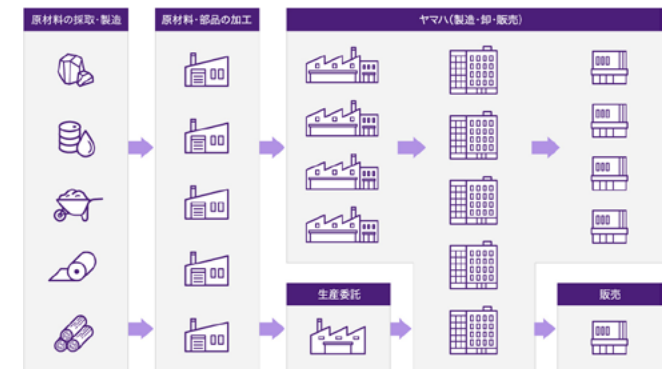 原材料の採取・製造
原材料・部品の加工
ヤマハ(製造・卸・販売)
生産委託
販売